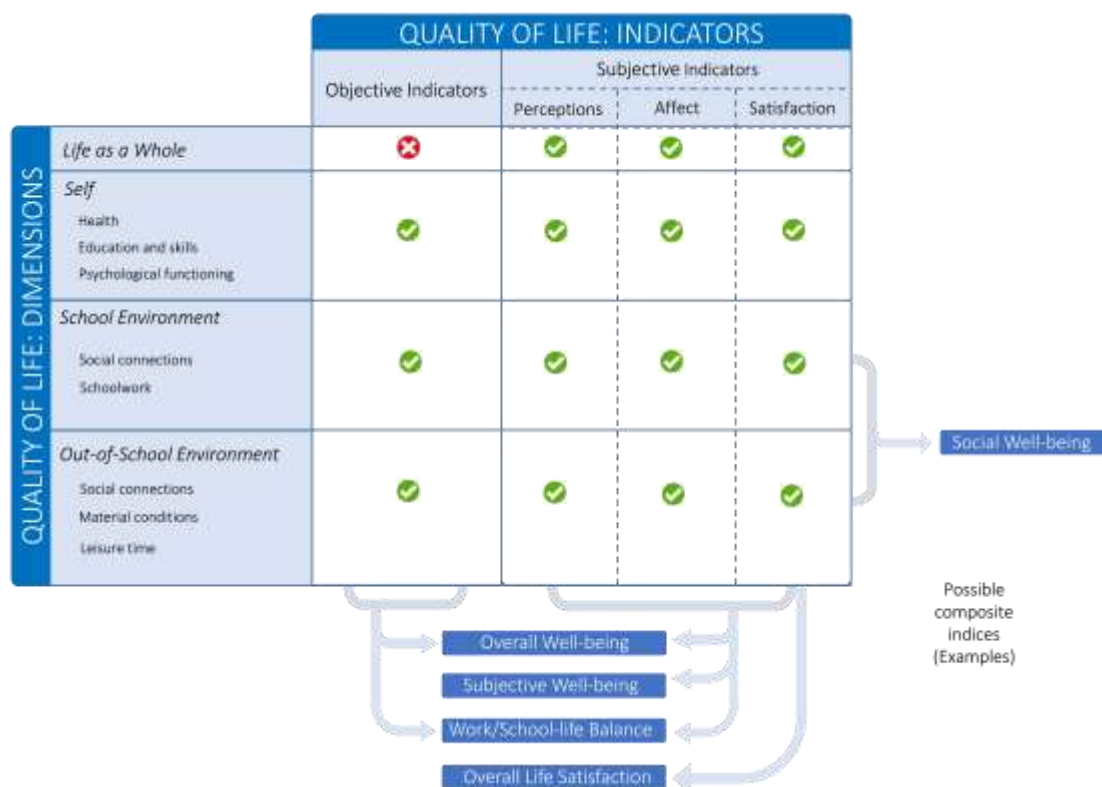 QUALITY OF LIFE: INDICATORS
Objective Indicators
Subjective Indicators
Perceptions
Affect
Satisfaction
QUALITY OF LIFE: DIMENSIONS
Life as a Whole
Self
Health
Education and skills
Psychological functioning
School Environment
Social connections
Schoolwork
Out-of-School Environment
Social connections
Material conditions
Leisure time
Social Well-being
Possible
composite
indices
(Examples)
Overall Well-being
Subjective Well-being
Work/School-life Balance
Overall Life Satisfaction